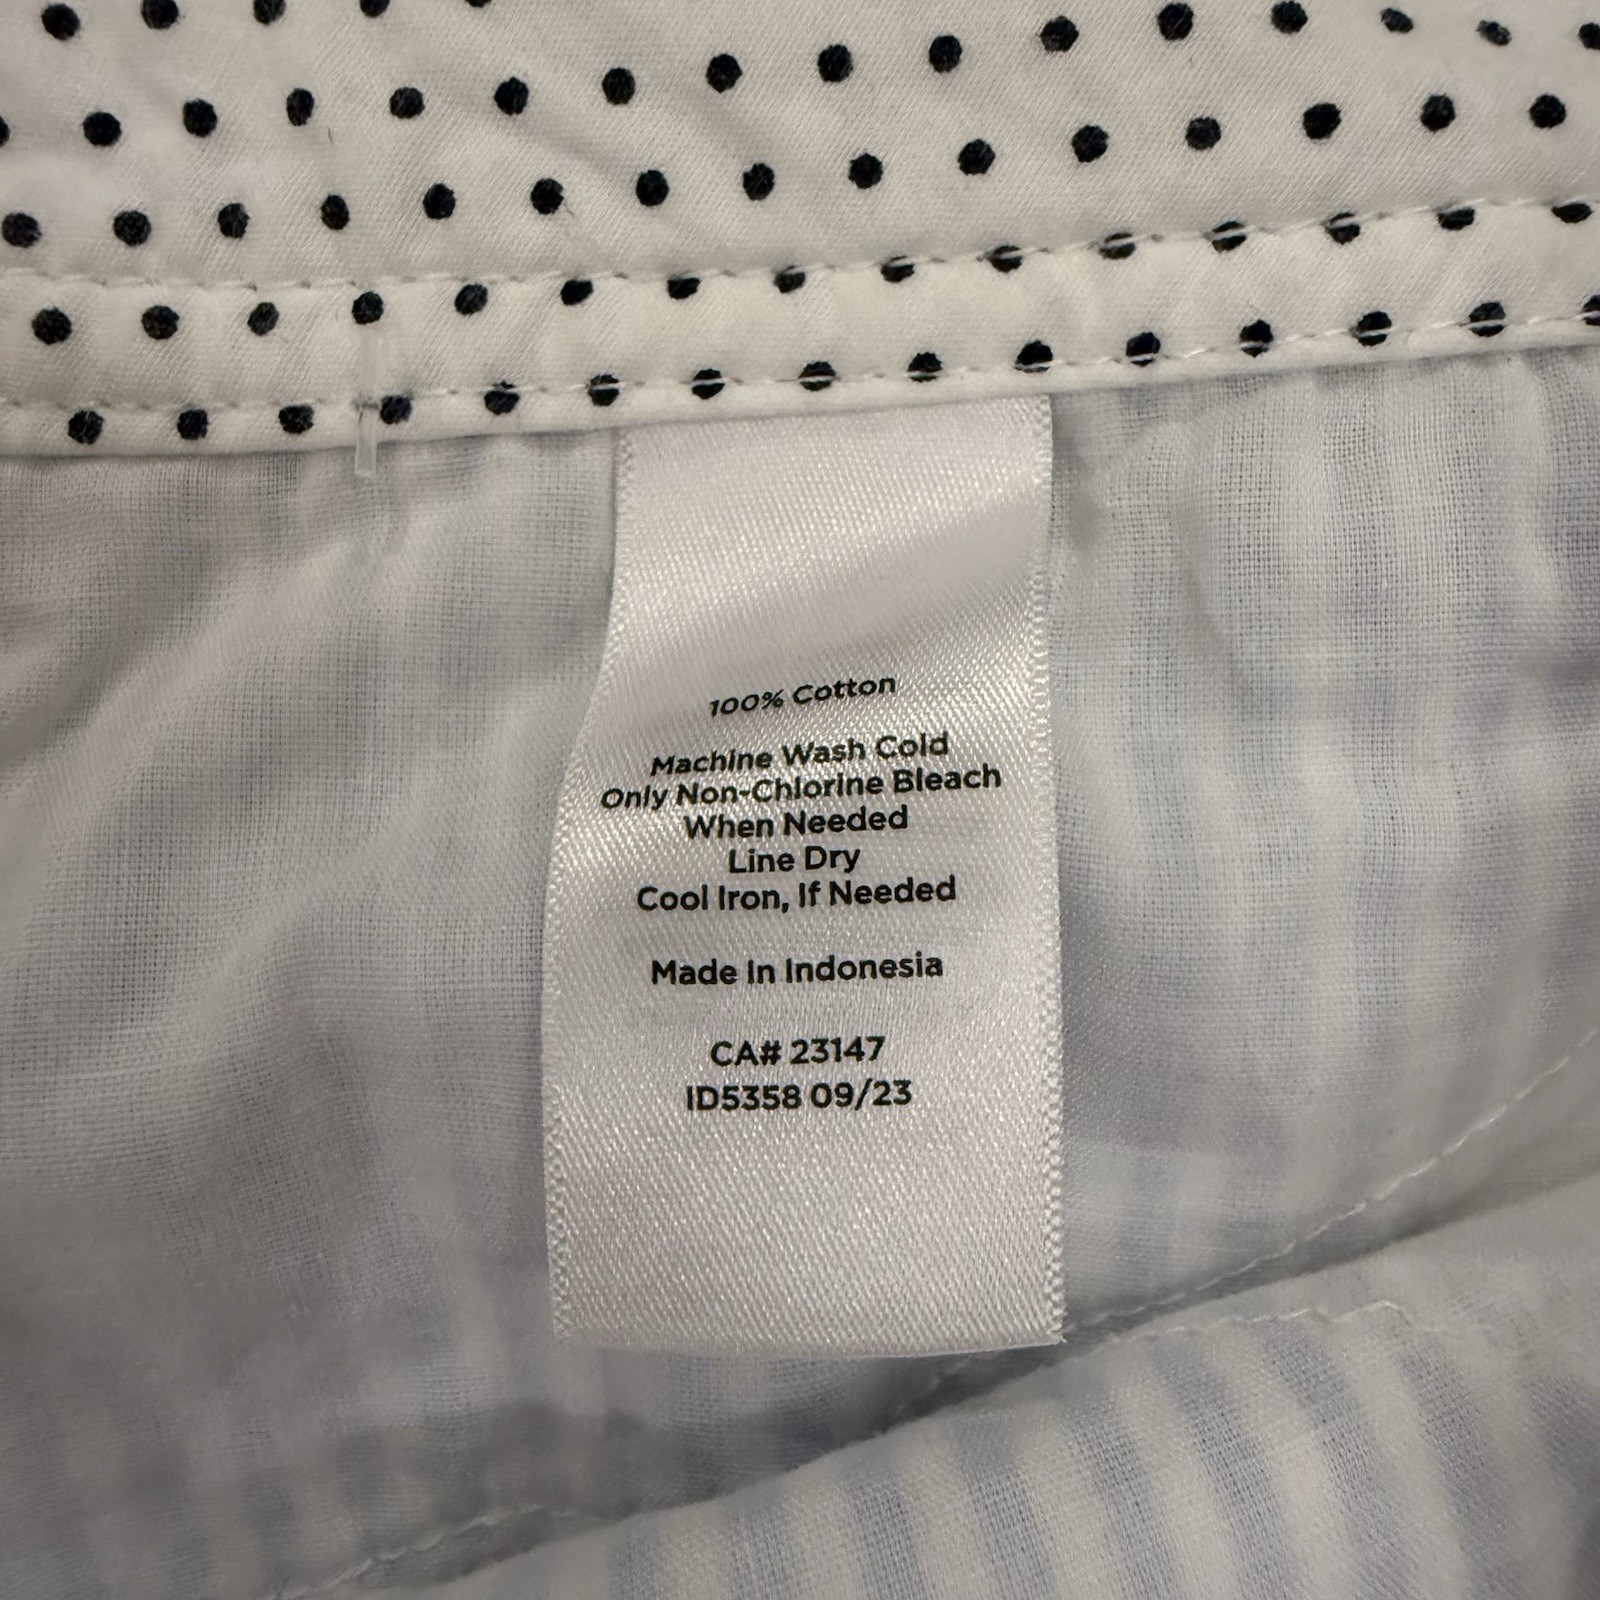 100% Cotton
Machine Wash Cold
Only Non-Chlorine Bleach
When Needed
Line Dry
Cool Iron, If Needed
Made In Indonesia
CA# 23147
ID5358 09/23